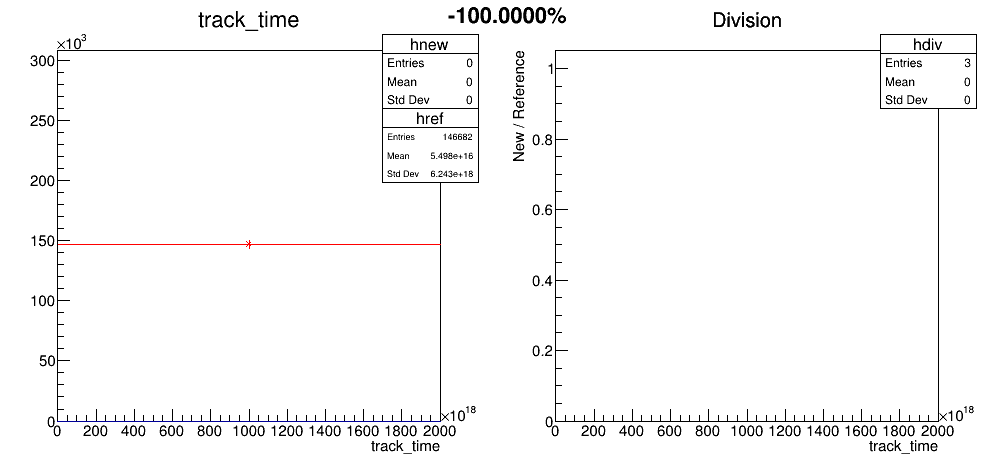 -100.0000%
track_time
×10³
hnew
Entries 0
Mean 0
Std Dev 0
href
Entries 146682
Mean 5.498e+16
Std Dev 6.243e+18
300
250
200
150
100
50
0
0 200 400 600 800 1000 1200 1400 1600 1800 2000
×10¹⁸
track_time
Division
hdiv
Entries 3
Mean 0
Std Dev 0
New / Reference
1
0.8
0.6
0.4
0.2
0
0 200 400 600 800 1000 1200 1400 1600 1800 2000
×10¹⁸
track_time